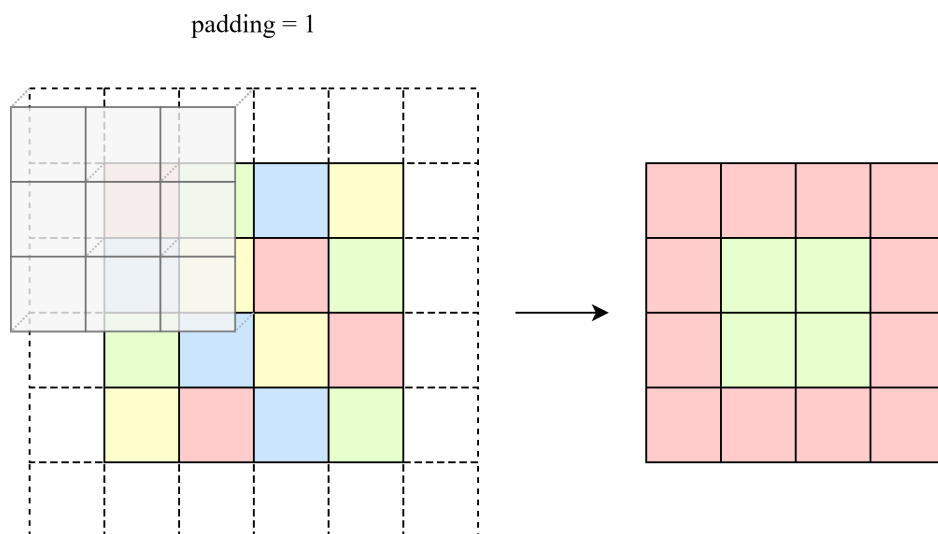 padding = 1